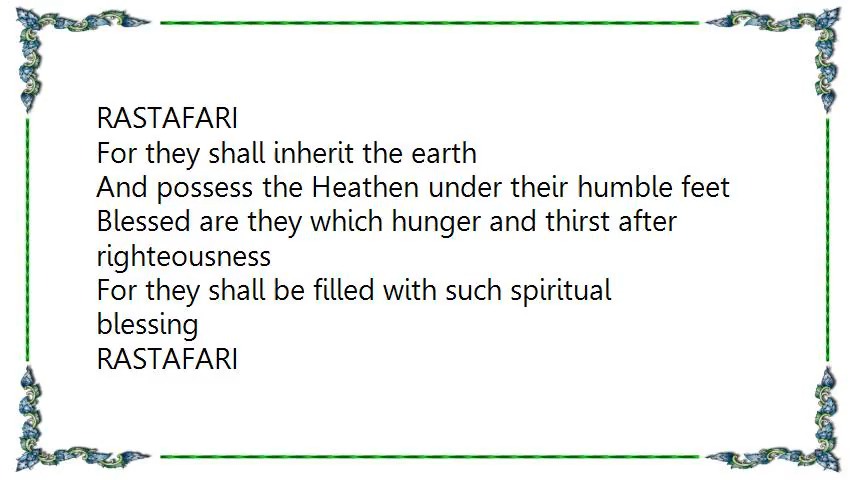 RASTAFARI
For they shall inherit the earth
And possess the Heathen under their humble feet
Blessed are they which hunger and thirst after
righteousness
For they shall be filled with such spiritual
blessing
RASTAFARI